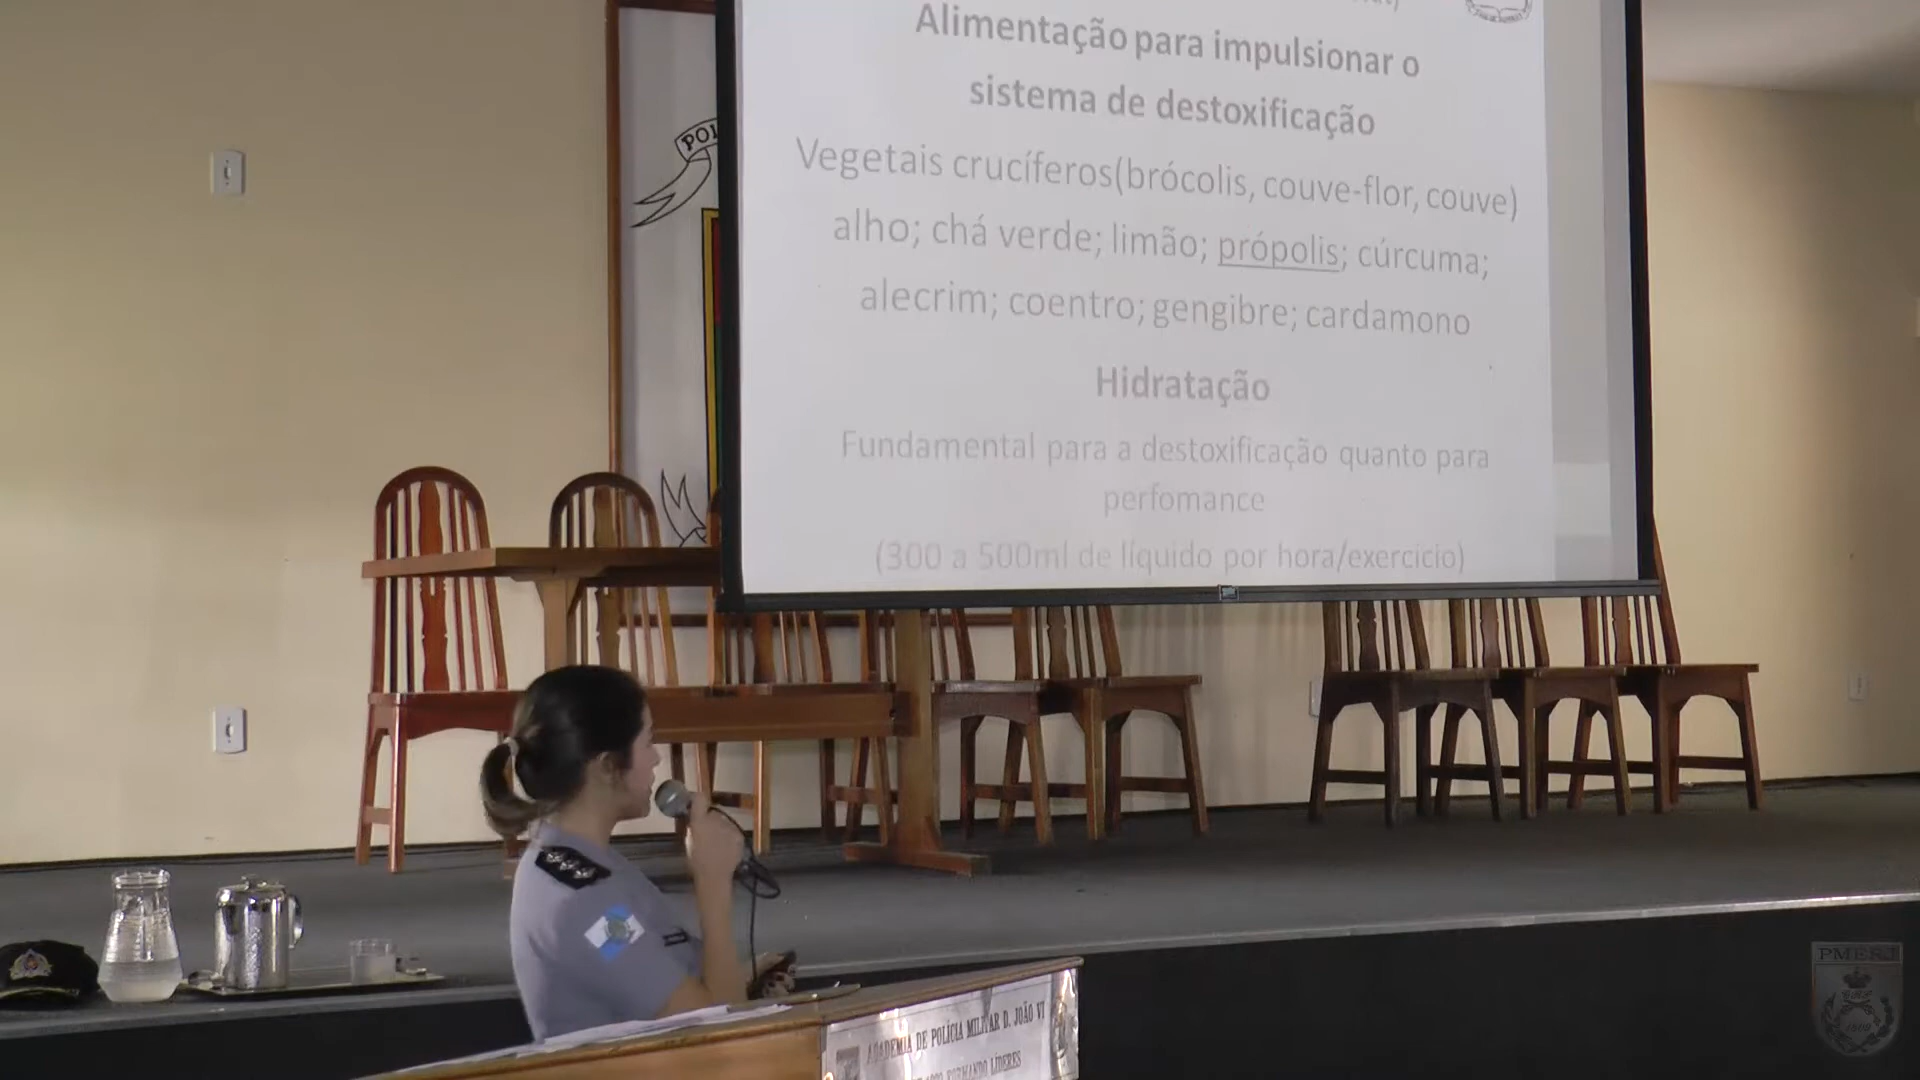 Alimentação para impulsionar o
sistema de destoxificação
Vegetais crucíferos(brócolis, couve-flor, couve)
alho; chá verde; limão; própolis; cúrcuma;
alecrim; coentro; gengibre; cardamono
Hidratação
Fundamental para a destoxificação quanto para
perfomance
(300 a 500ml de líquido por hora/exercicio)
ACADEMIA DE POLÍCIA MILITAR D. JOÃO VI
FORMANDO LÍDERES
PMERJ